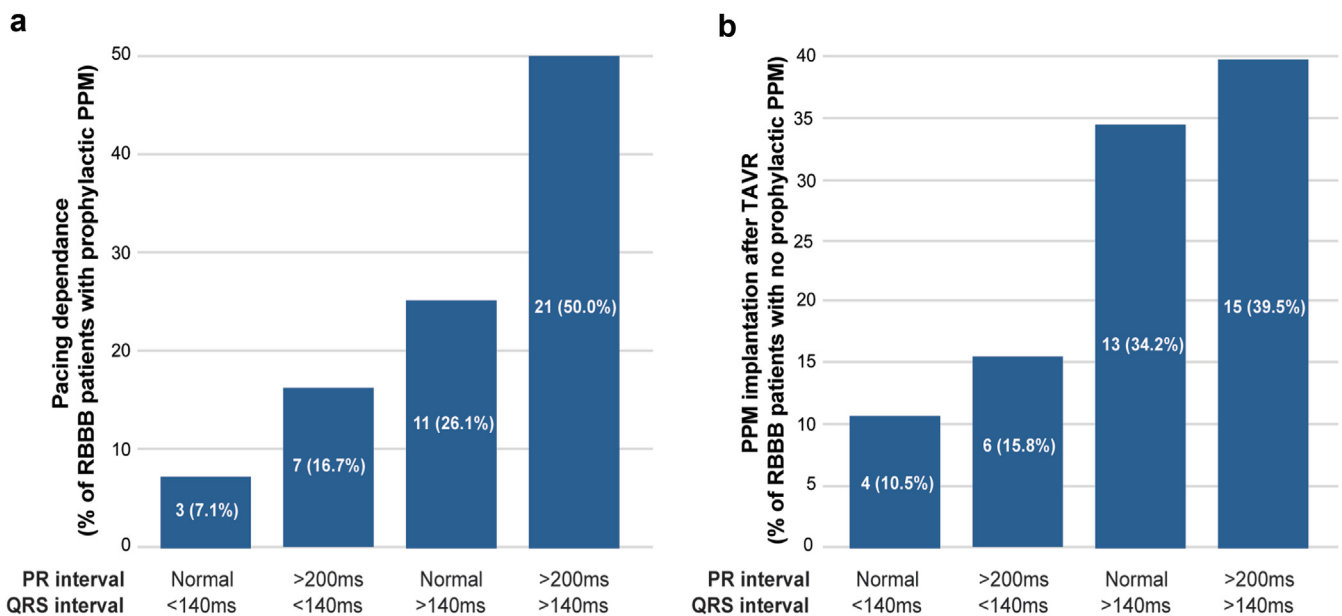 a
Pacing dependance
(% of RBBB patients with prophylactic PPM)
50
40
30
20
10
0
3 (7.1%)
7 (16.7%)
11 (26.1%)
21 (50.0%)
PR interval Normal >200ms Normal >200ms
QRS interval <140ms <140ms >140ms >140ms
b
PPM implantation after TAVR
(% of RBBB patients with no prophylactic PPM)
40
35
30
25
20
15
10
5
0
4 (10.5%)
6 (15.8%)
13 (34.2%)
15 (39.5%)
PR interval Normal >200ms Normal >200ms
QRS interval <140ms <140ms >140ms >140ms